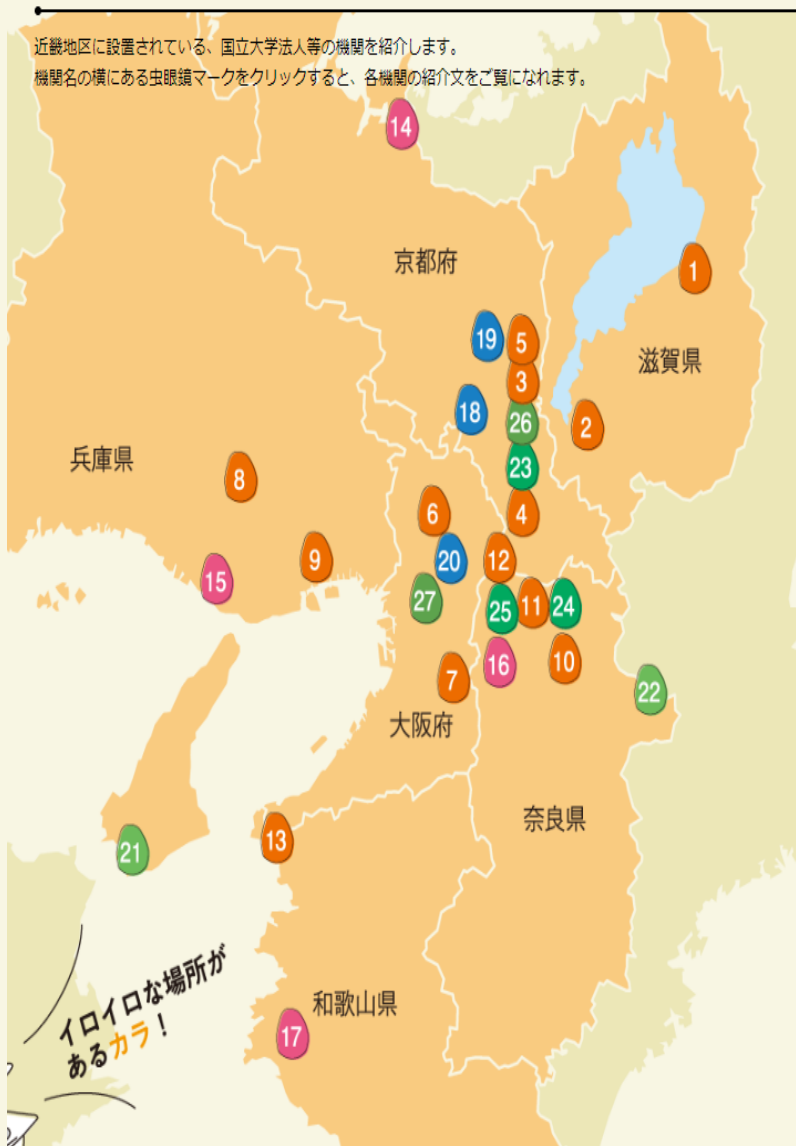 近畿地区に設置されている、国立大学法人等の機関を紹介します。
機関名の横にある虫眼鏡マークをクリックすると、各機関の紹介文をご覧になれます。
14
京都府
1
19
5
滋賀県
3
18
26
2
兵庫県
23
8
6
4
9
12
20
15
27
25
11
24
16
10
7
22
大阪府
奈良県
13
21
イロイロな場所が
あるカラ！
和歌山県
17